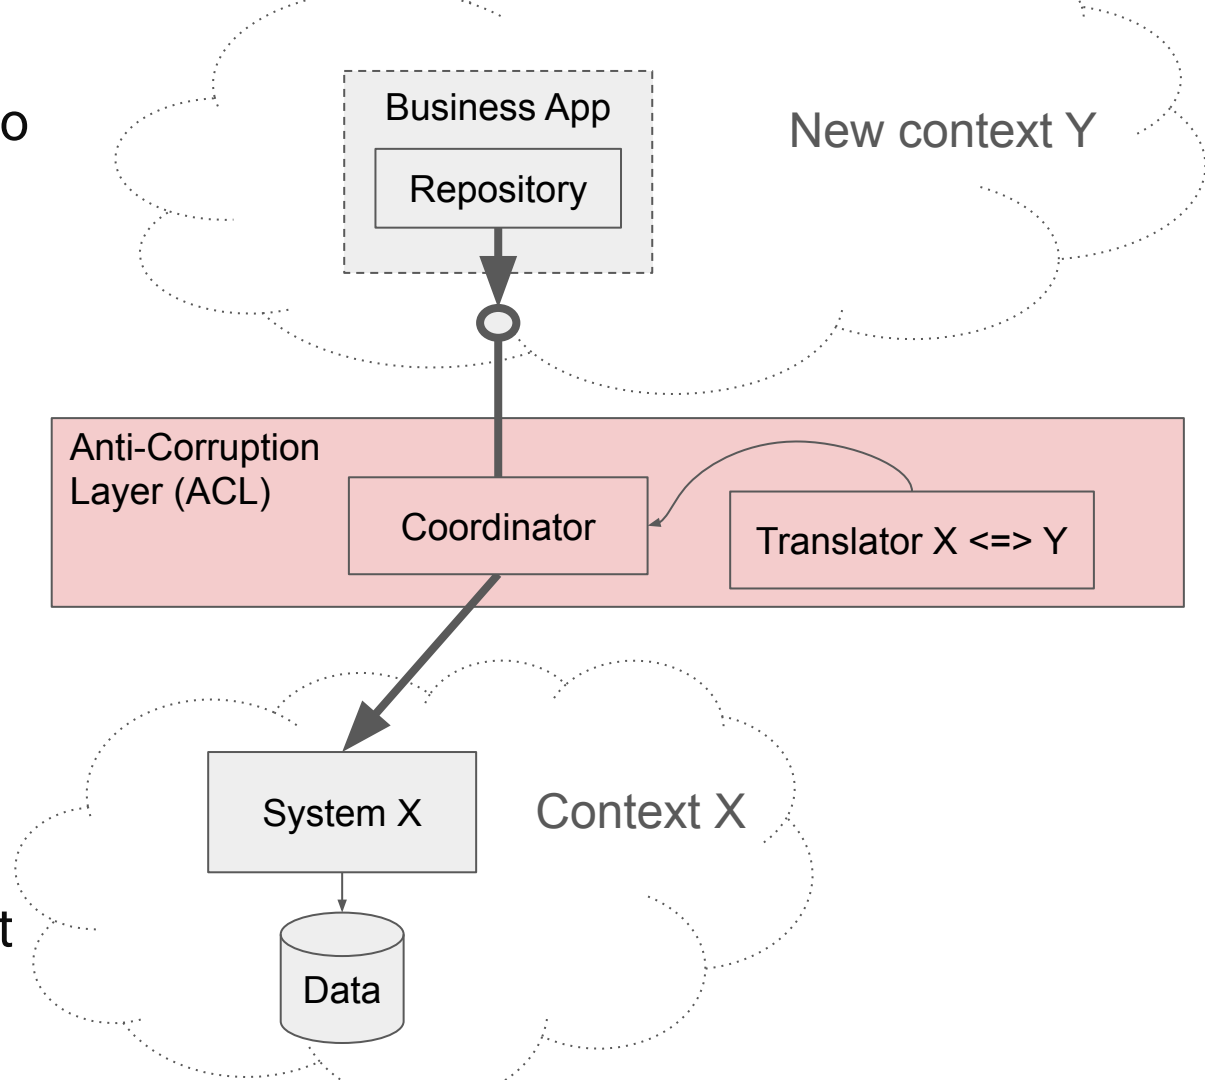 o
Business App
New context Y
Repository
Anti-Corruption
Layer (ACL)
Coordinator
Translator X <=> Y
System X
Context X
t
Data